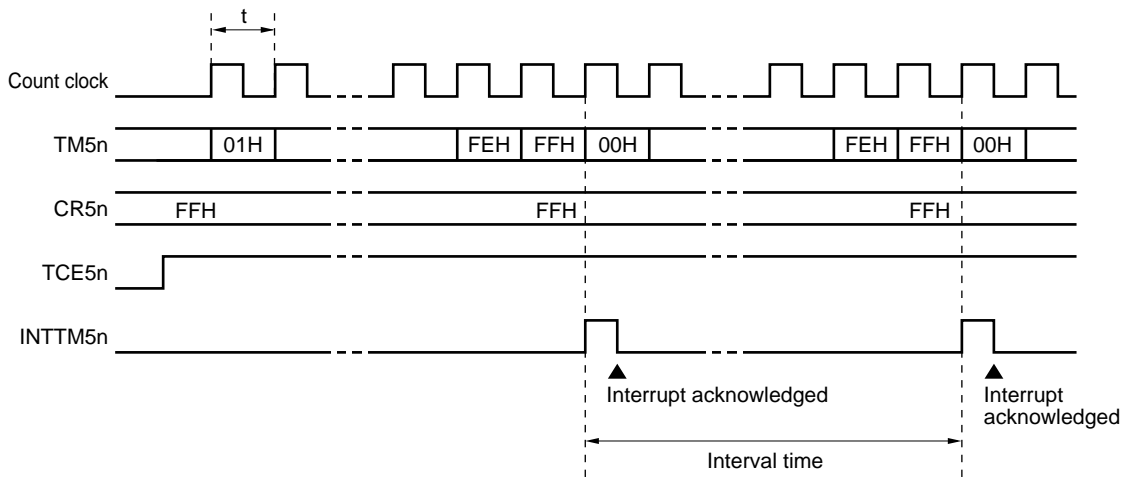 t
Count clock
TM5n 01H FEH FFH 00H FEH FFH 00H
CR5n FFH FFH FFH
TCE5n
INTTM5n
Interrupt acknowledged
Interrupt
acknowledged
Interval time